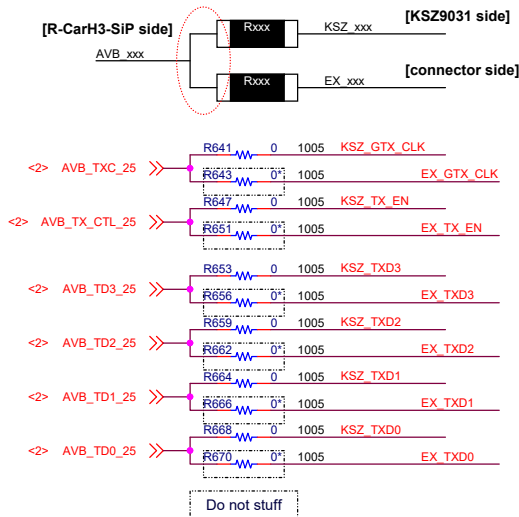 [R-CarH3-SiP side]
[KSZ9031 side]
Rxxx
KSZ_xxx
AVB_xxx
[connector side]
Rxxx
EX_xxx
R641 0 1005 KSZ_GTX_CLK
<2> AVB_TXC_25
R643 0* 1005 EX_GTX_CLK
R647 0 1005 KSZ_TX_EN
<2> AVB_TX_CTL_25
R651 0* 1005 EX_TX_EN
R653 0 1005 KSZ_TXD3
<2> AVB_TD3_25
R656 0* 1005 EX_TXD3
R659 0 1005 KSZ_TXD2
<2> AVB_TD2_25
R662 0* 1005 EX_TXD2
R664 0 1005 KSZ_TXD1
<2> AVB_TD1_25
R666 0* 1005 EX_TXD1
R668 0 1005 KSZ_TXD0
<2> AVB_TD0_25
R670 0* 1005 EX_TXD0
Do not stuff